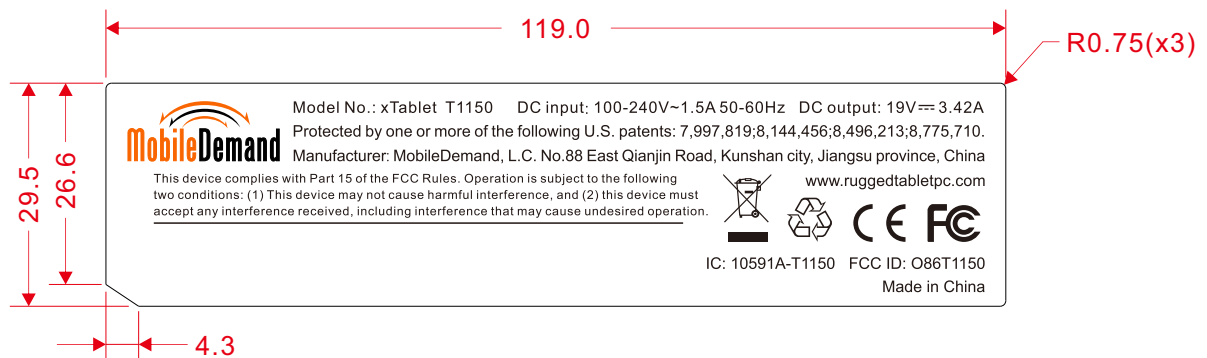 119.0
R0.75(x3)
Model No.: xTablet T1150 DC input: 100-240V~1.5A 50-60Hz DC output: 19V⎓3.42A
MobileDemand
Protected by one or more of the following U.S. patents: 7,997,819;8,144,456;8,496,213;8,775,710.
Manufacturer: MobileDemand, L.C. No.88 East Qianjin Road, Kunshan city, Jiangsu province, China
This device complies with Part 15 of the FCC Rules. Operation is subject to the following
two conditions: (1) This device may not cause harmful interference, and (2) this device must
accept any interference received, including interference that may cause undesired operation.
www.ruggedtabletpc.com
CE FC
IC: 10591A-T1150 FCC ID: O86T1150
Made in China
29.5
26.6
4.3